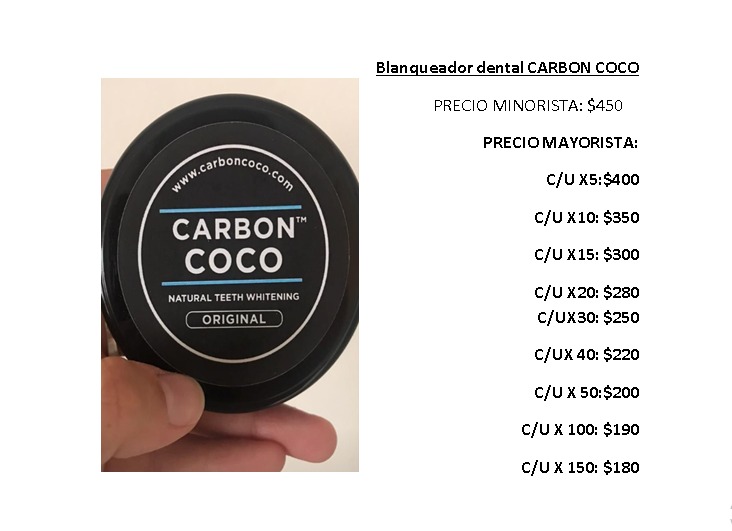 Blanqueador dental CARBON COCO
PRECIO MINORISTA: $450
PRECIO MAYORISTA:
C/U X5:$400
C/U X10: $350
C/U X15: $300
C/U X20: $280
C/UX30: $250
C/UX 40: $220
C/U X 50:$200
C/U X 100: $190
C/U X 150: $180
www.carboncoco.com
CARBON™
COCO
NATURAL TEETH WHITENING
ORIGINAL